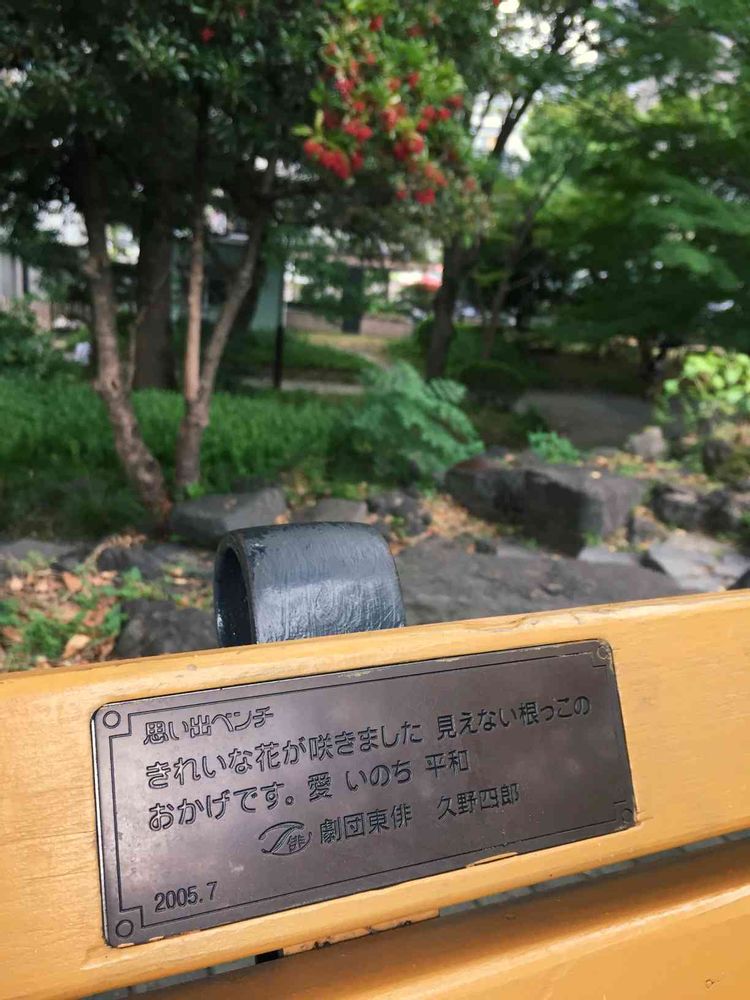 思い出ベンチ
きれいな花が咲きました 見えない根っこの
おかげです。愛 いのち 平和
俳 劇団東俳 久野四郎
2005.7